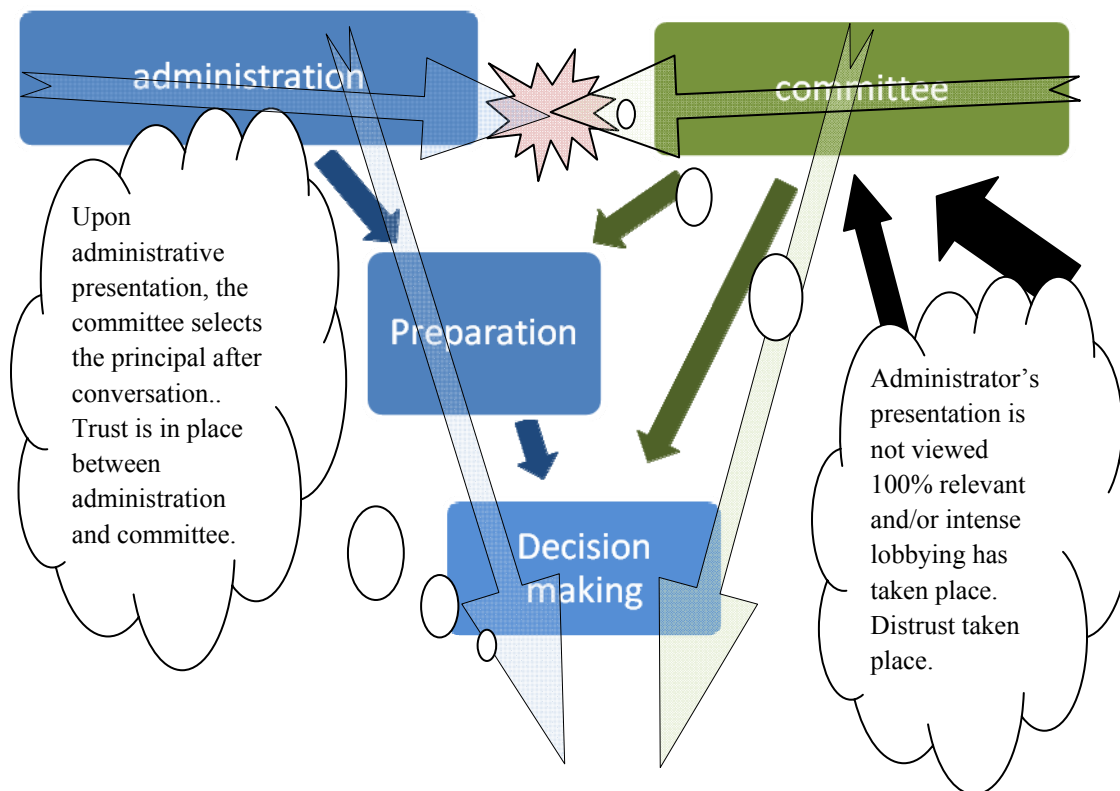 administration
committee
Upon
administrative
presentation, the
committee selects
the principal after
conversation..
Trust is in place
between
administration
and committee.
Preparation
Decision
making
Administrator’s
presentation is
not viewed
100% relevant
and/or intense
lobbying has
taken place.
Distrust taken
place.